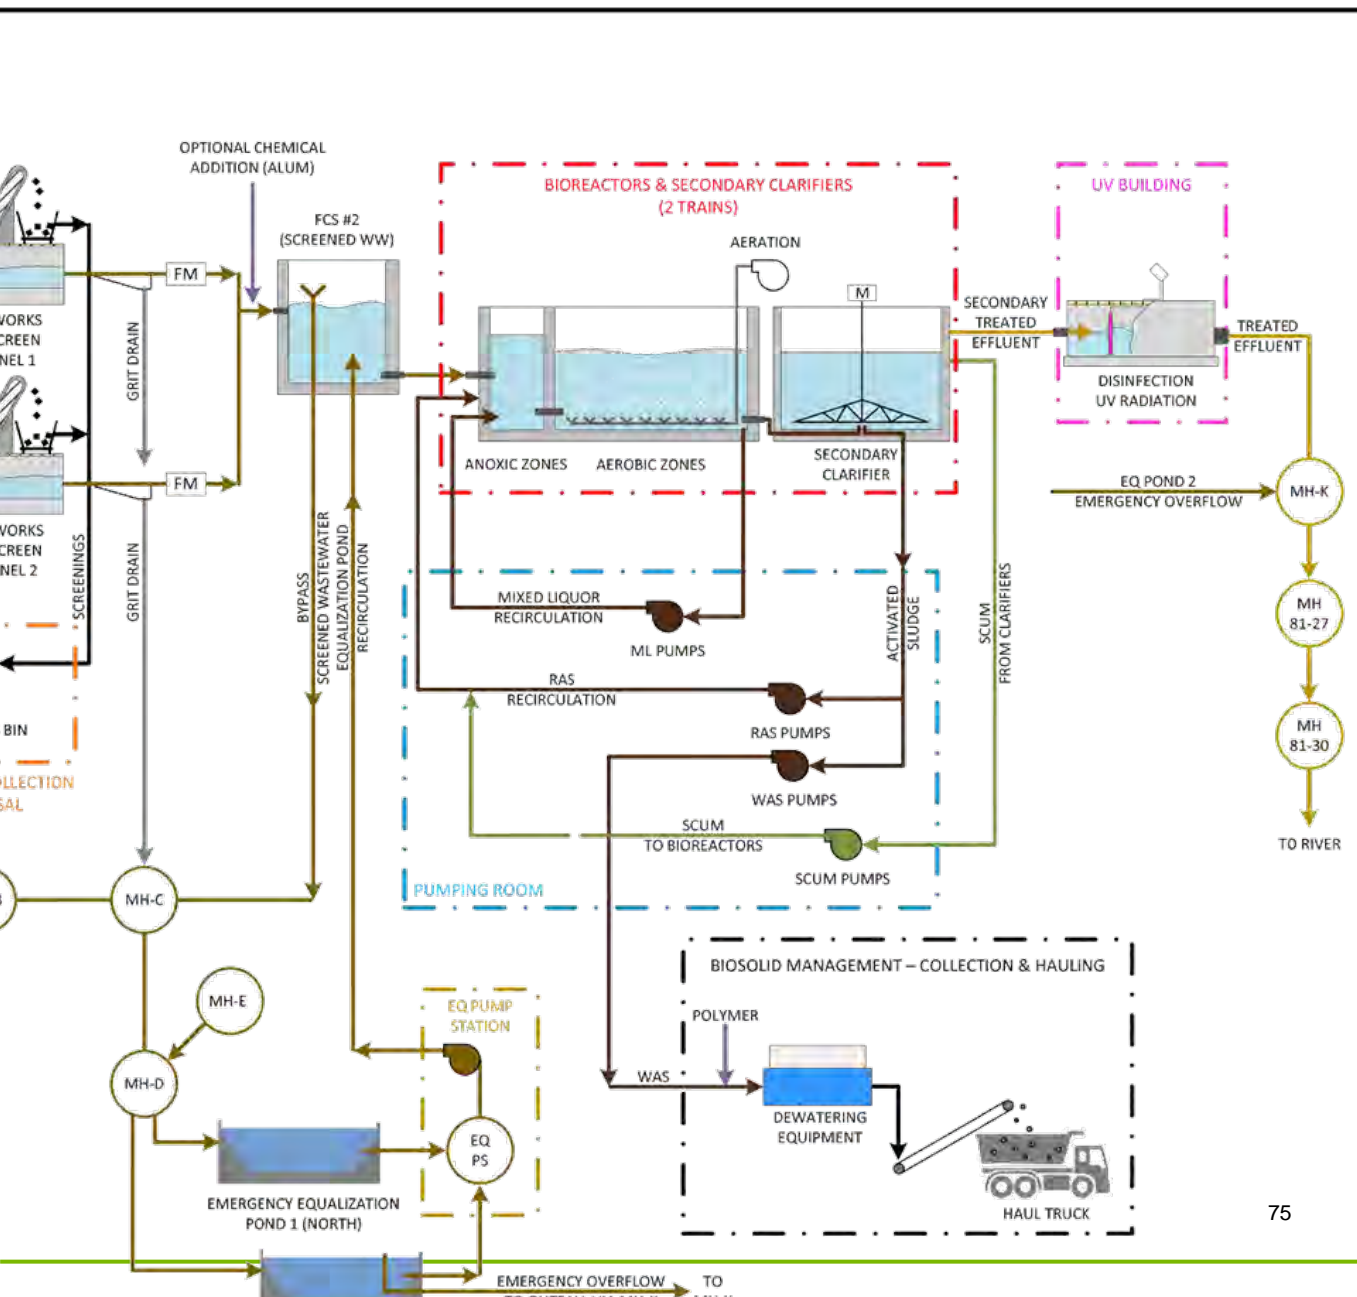 OPTIONAL CHEMICAL
ADDITION (ALUM)
FCS #2
(SCREENED WW)
BIOREACTORS & SECONDARY CLARIFIERS
(2 TRAINS)
UV BUILDING
AERATION
M
FM
SECONDARY
TREATED
EFFLUENT
TREATED
EFFLUENT
WORKS
CREEN
NEL 1
GRIT DRAIN
DISINFECTION
UV RADIATION
ANOXIC ZONES
AEROBIC ZONES
SECONDARY
CLARIFIER
FM
EQ POND 2
EMERGENCY OVERFLOW
MH-K
WORKS
CREEN
NEL 2
SCREENINGS
GRIT DRAIN
BYPASS
SCREENED WASTEWATER
EQUALIZATION POND
RECIRCULATION
MIXED LIQUOR
RECIRCULATION
ML PUMPS
ACTIVATED
SLUDGE
SCUM
FROM CLARIFIERS
MH
81-27
RAS
RECIRCULATION
RAS PUMPS
MH
81-30
BIN
OLLECTION
SAL
WAS PUMPS
SCUM
TO BIOREACTORS
SCUM PUMPS
TO RIVER
PUMPING ROOM
MH-C
BIOSOLID MANAGEMENT – COLLECTION & HAULING
MH-E
EQ PUMP
STATION
POLYMER
MH-D
WAS
DEWATERING
EQUIPMENT
EQ
PS
EMERGENCY EQUALIZATION
POND 1 (NORTH)
HAUL TRUCK
75
EMERGENCY OVERFLOW
TO